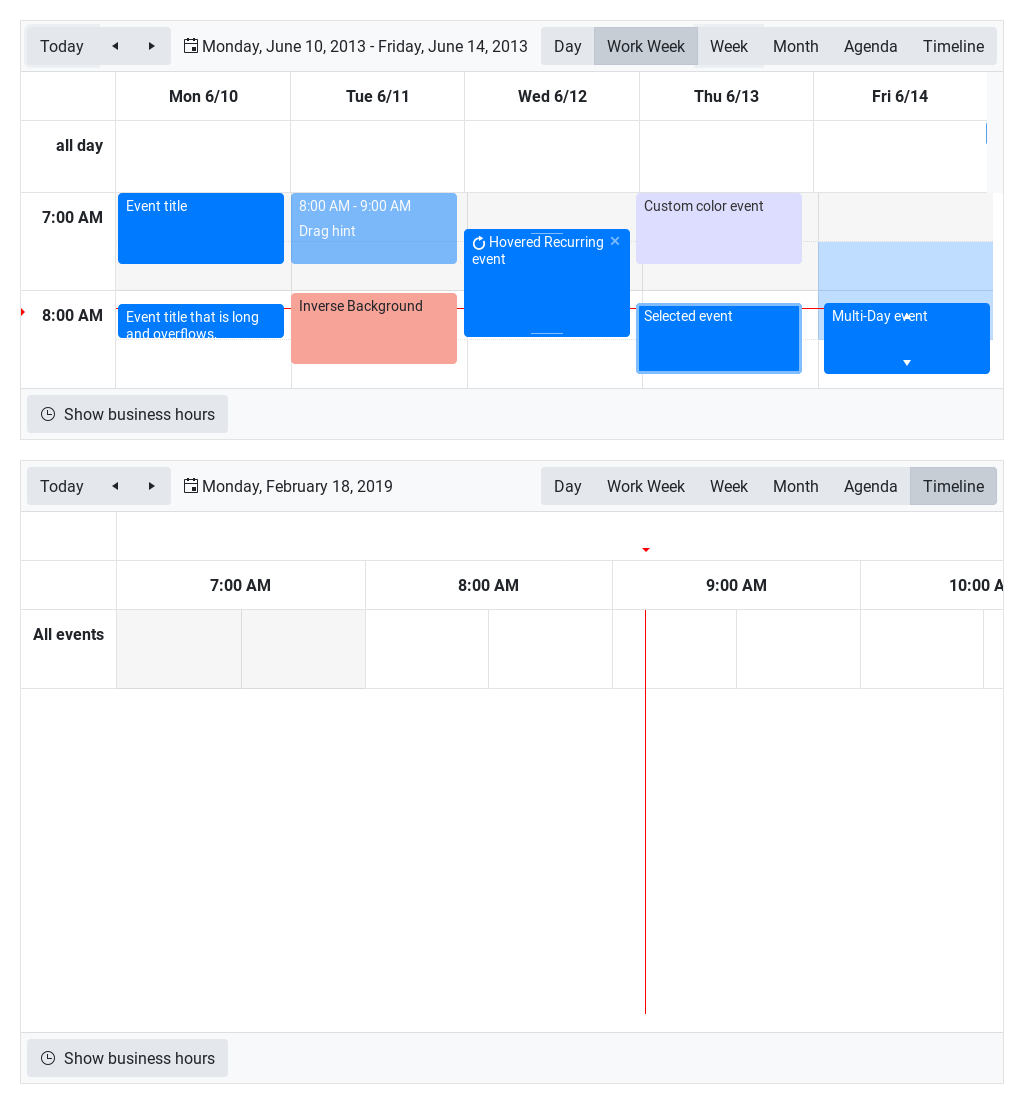 Today Monday, June 10, 2013 - Friday, June 14, 2013 Day Work Week Week Month Agenda Timeline
Mon 6/10 Tue 6/11 Wed 6/12 Thu 6/13 Fri 6/14
all day
7:00 AM
Event title
8:00 AM - 9:00 AM
Drag hint
Hovered Recurring
event
Custom color event
8:00 AM
Event title that is long
and overflows.
Inverse Background
Selected event
Multi-Day event
Show business hours
Today Monday, February 18, 2019 Day Work Week Week Month Agenda Timeline
7:00 AM 8:00 AM 9:00 AM 10:00 A
All events
Show business hours